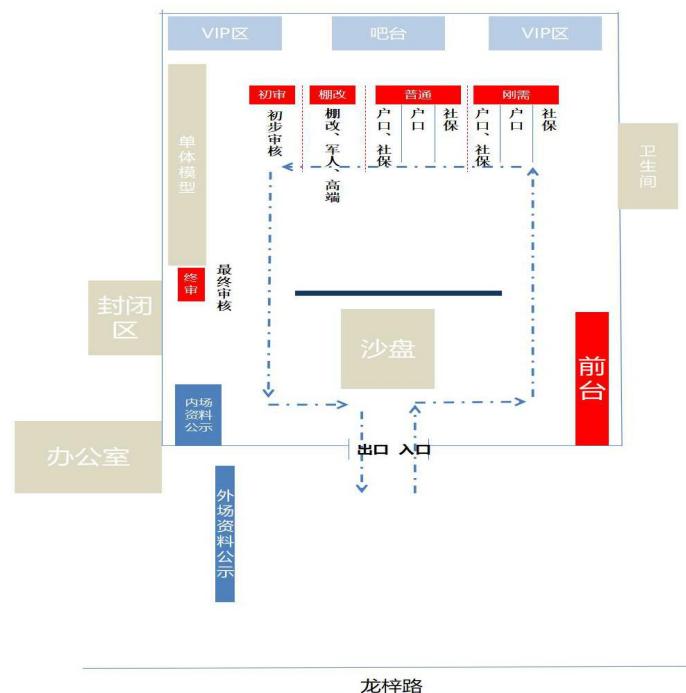 VIP区
吧台
VIP区
初审
棚改
普通
刚需
初步审核
棚改、军人、高端
户口、社保
户口
社保
户口、社保
户口
社保
单体模型
卫生间
终审
最终审核
封闭
区
沙盘
前台
内场
资料
公示
办公室
出口
入口
外场资料公示
龙梓路